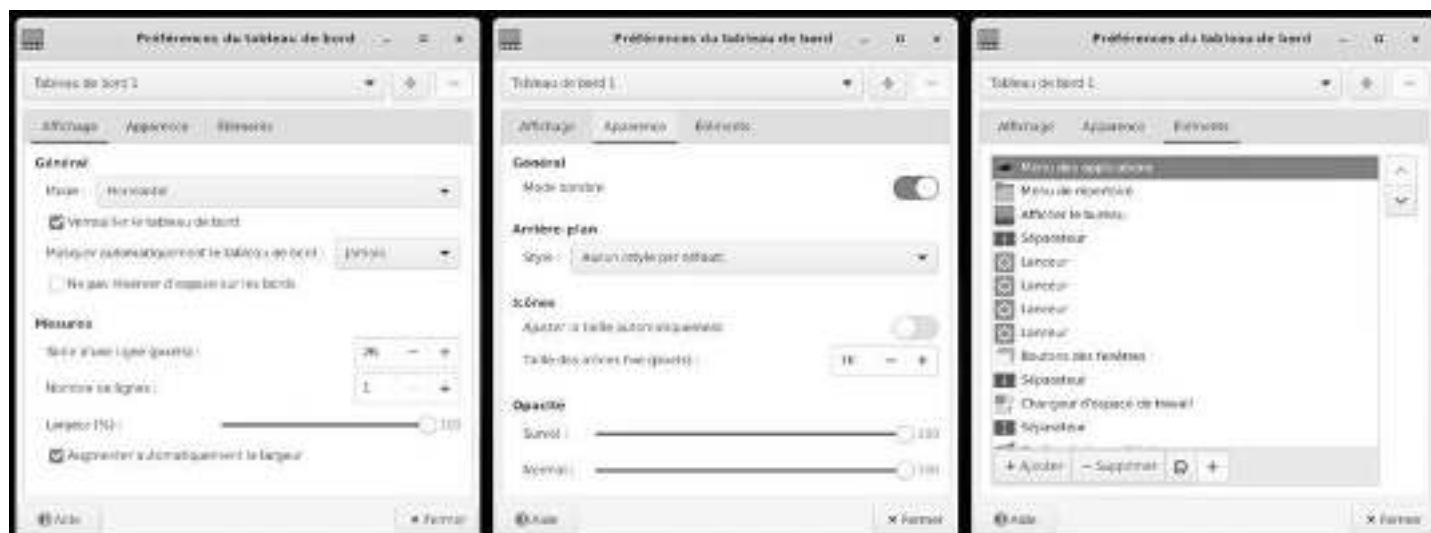 Préférences du tableau de bord
Tableau de bord 1
Affichage Apparence Éléments
Général
Mode : Horizontal
Verrouiller le tableau de bord
Masquer automatiquement le tableau de bord : Jamais
Ne pas réserver d'espace sur les bords
Mesures
Taille d'une ligne (pixels) : 26
Nombre de lignes : 1
Largeur (%) : 100
Augmenter automatiquement la largeur
Aide Fermer
Préférences du tableau de bord
Tableau de bord 1
Affichage Apparence Éléments
Général
Mode sombre
Arrière-plan
Style : Aucun (style par défaut)
Icônes
Ajuster la taille automatiquement
Taille des icônes fixe (pixels) : 16
Opacité
Survol : 100
Normal : 100
Aide Fermer
Préférences du tableau de bord
Tableau de bord 1
Affichage Apparence Éléments
Menu des applications
Menu de répertoire
Afficher le bureau
Séparateur
Lanceur
Lanceur
Lanceur
Lanceur
Boutons des fenêtres
Séparateur
Changeur d'espace de travail
Séparateur
Ajouter Supprimer
Aide Fermer